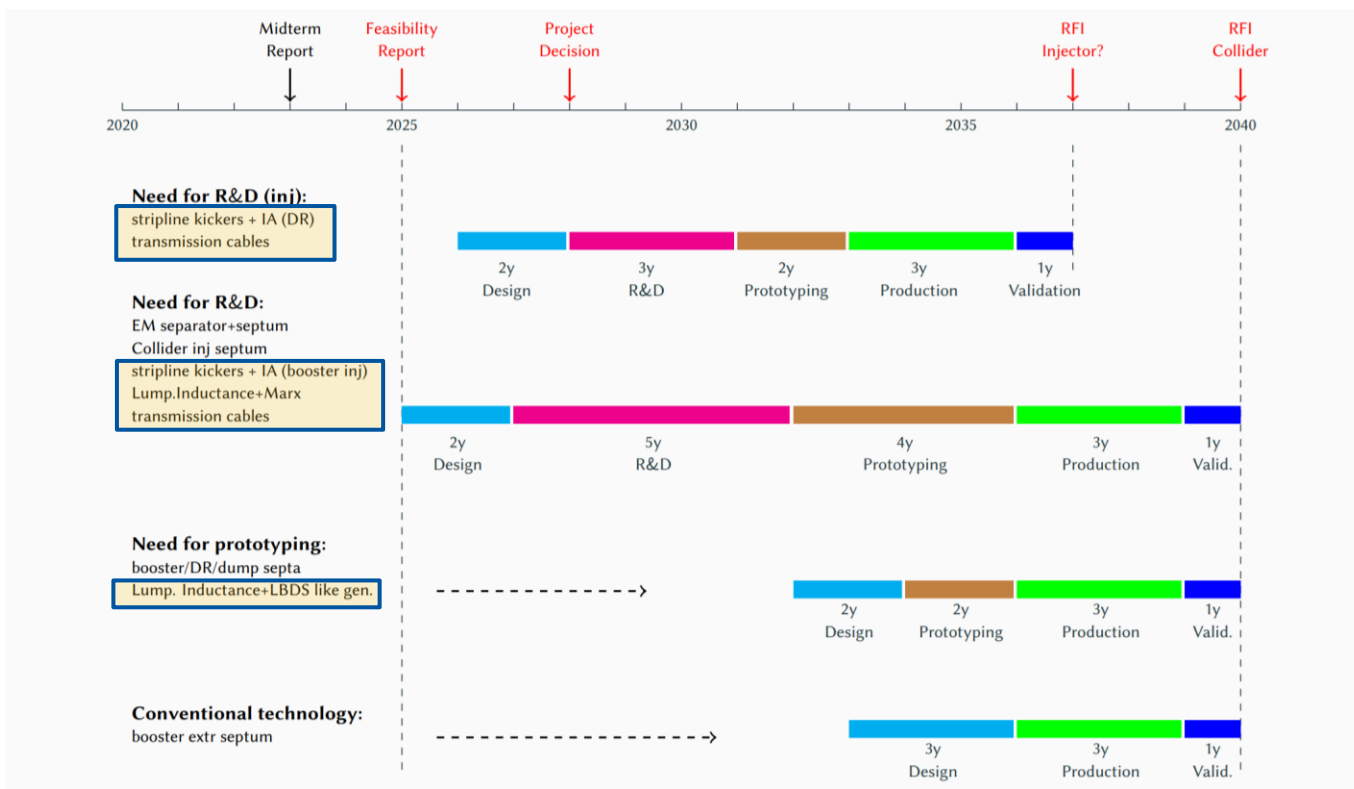 Midterm Report
Feasibility Report
Project Decision
RFI Injector?
RFI Collider
2020
2025
2030
2035
2040
Need for R&D (inj):
stripline kickers + IA (DR)
transmission cables
2y
Design
3y
R&D
2y
Prototyping
3y
Production
1y
Validation
Need for R&D:
EM separator+septum
Collider inj septum
stripline kickers + IA (booster inj)
Lump.Inductance+Marx
transmission cables
2y
Design
5y
R&D
4y
Prototyping
3y
Production
1y
Valid.
Need for prototyping:
booster/DR/dump septa
Lump. Inductance+LBDS like gen.
2y
Design
2y
Prototyping
3y
Production
1y
Valid.
Conventional technology:
booster extr septum
3y
Design
3y
Production
1y
Valid.